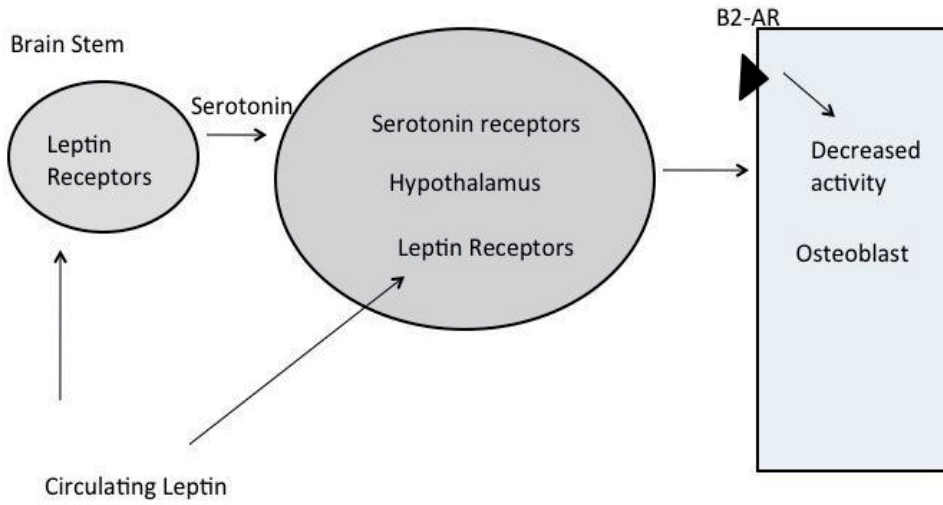 B2-AR
Brain Stem
Serotonin
Leptin
Receptors
Serotonin receptors
Hypothalamus
Leptin Receptors
Decreased
activity
Osteoblast
Circulating Leptin